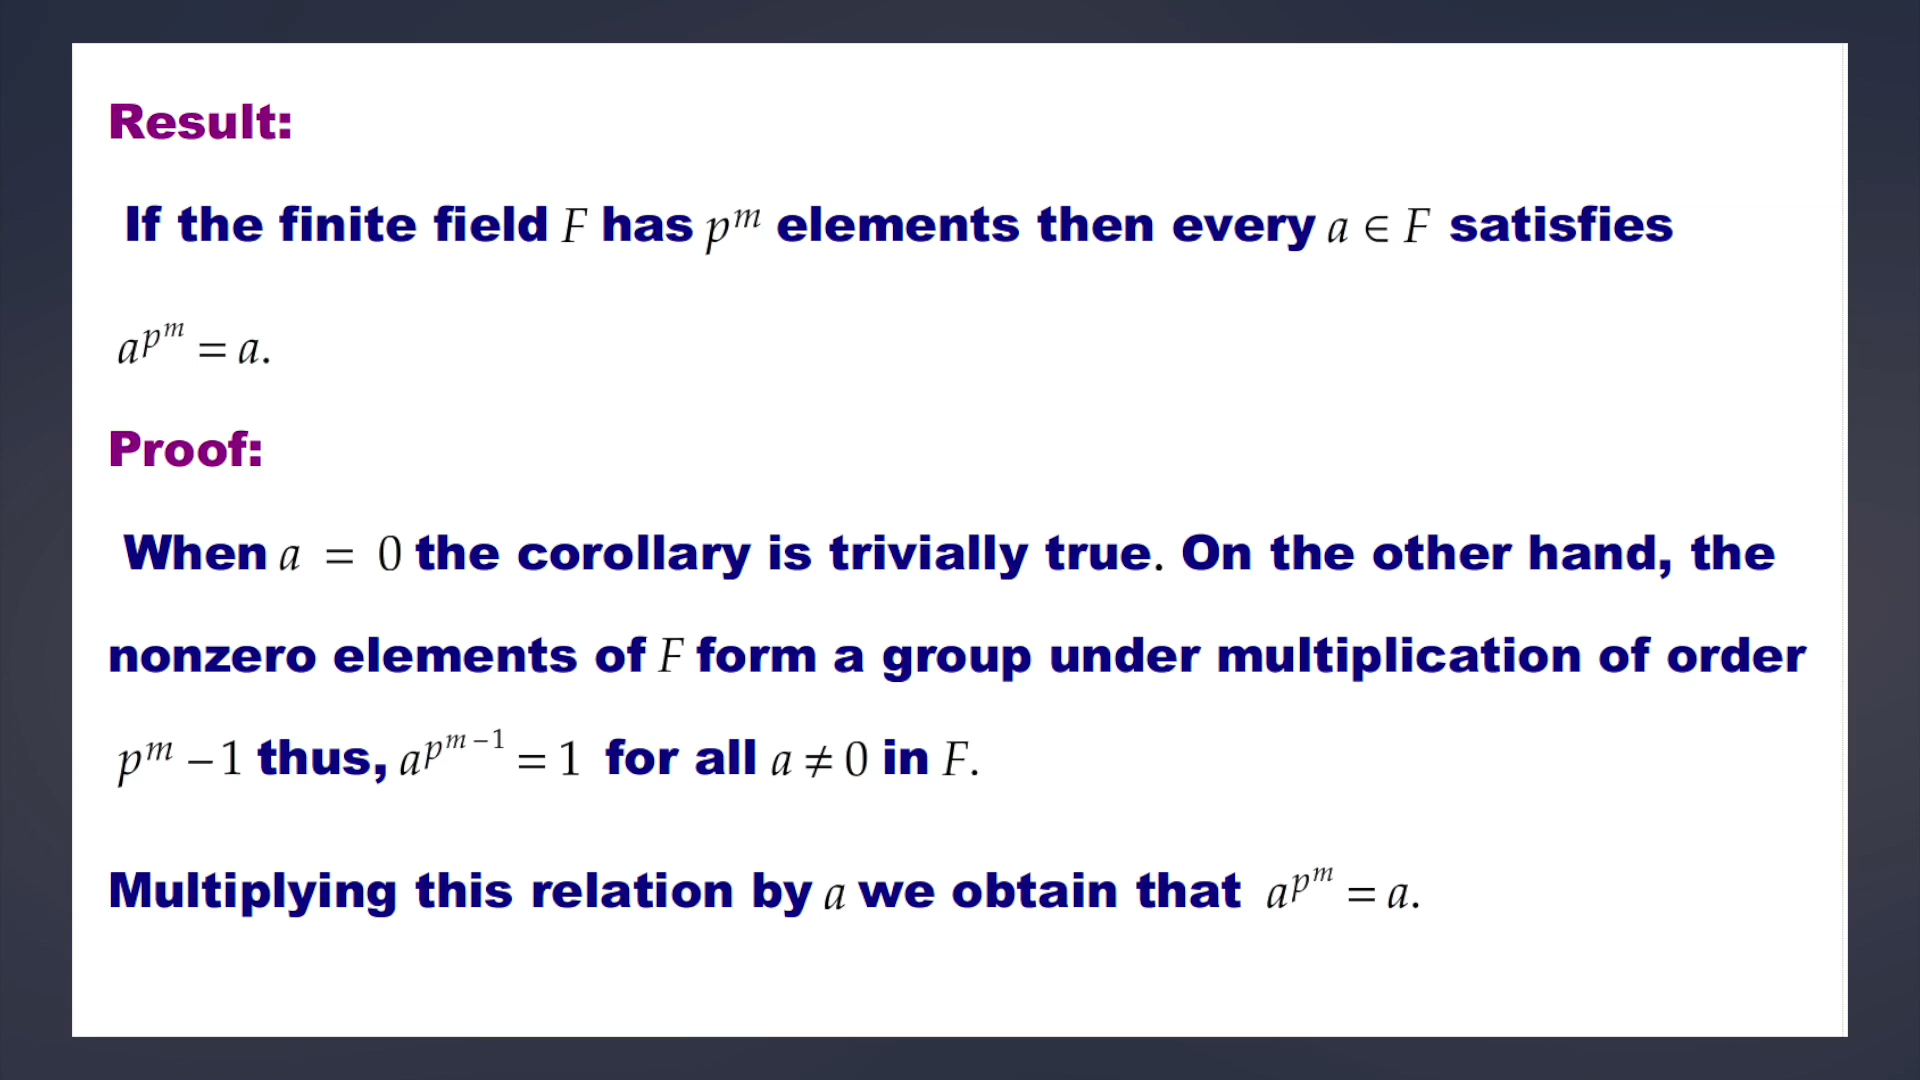 Result:
If the finite field F has p^m elements then every a ∈ F satisfies
a^{p^m} = a.
Proof:
When a = 0 the corollary is trivially true. On the other hand, the
nonzero elements of F form a group under multiplication of order
p^m − 1 thus, a^{p^m − 1} = 1 for all a ≠ 0 in F.
Multiplying this relation by a we obtain that a^{p^m} = a.